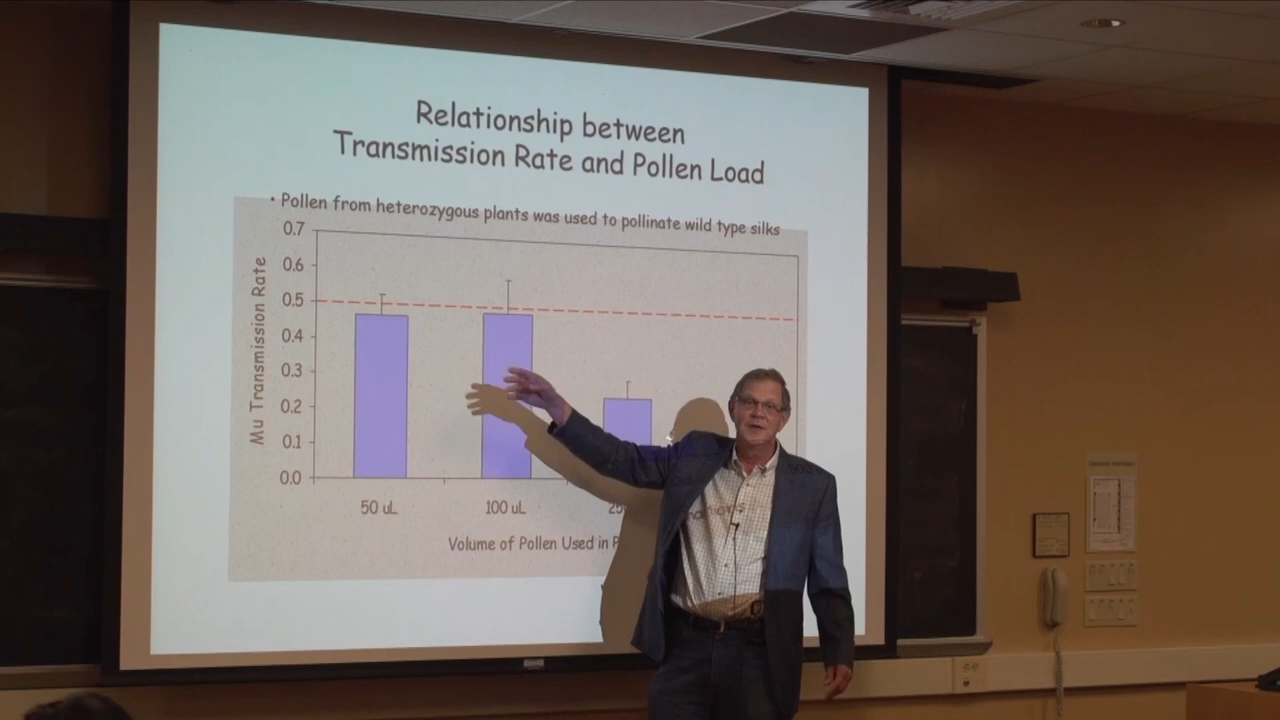 Relationship between
Transmission Rate and Pollen Load
• Pollen from heterozygous plants was used to pollinate wild type silks
0.7
0.6
0.5
0.4
0.3
0.2
0.1
0.0
Mu Transmission Rate
50 uL
100 uL
Volume of Pollen Used in